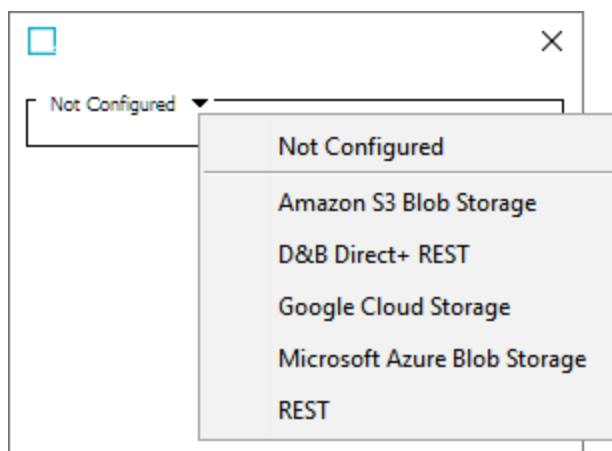 Not Configured
Not Configured
Amazon S3 Blob Storage
D&B Direct+ REST
Google Cloud Storage
Microsoft Azure Blob Storage
REST